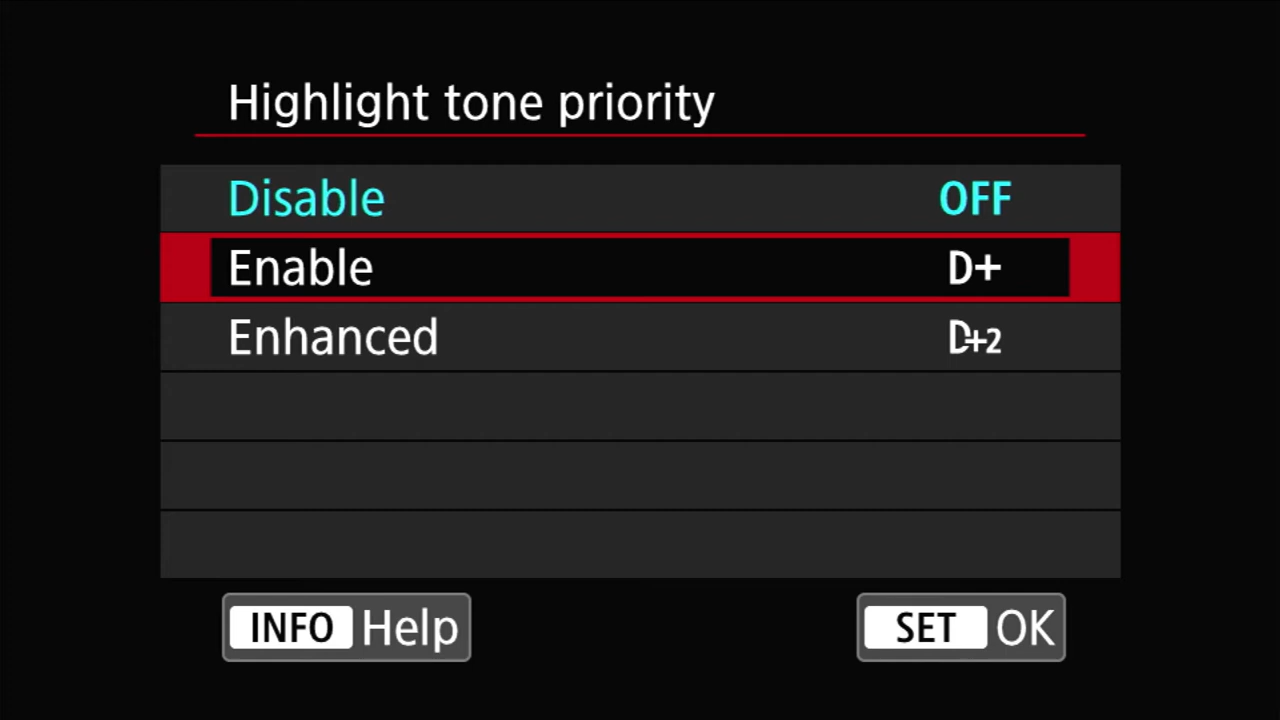 Highlight tone priority
Disable OFF
Enable D+
Enhanced D+2
INFO Help SET OK